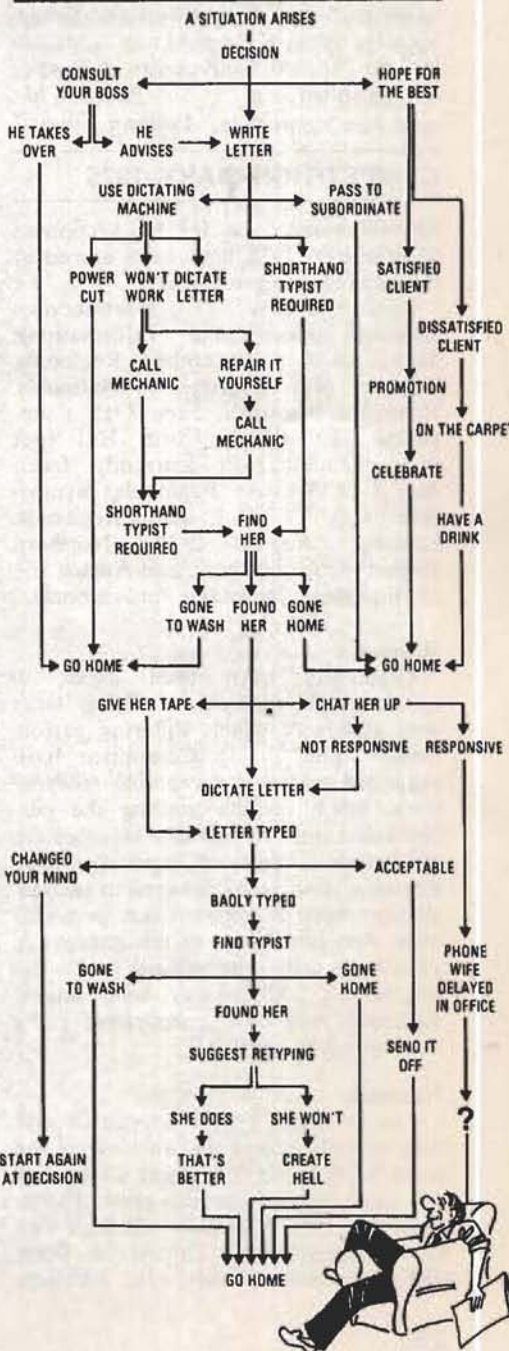 A SITUATION ARISES
DECISION
CONSULT
YOUR BOSS
HOPE FOR
THE BEST
HE TAKES
OVER
HE
ADVISES
WRITE
LETTER
USE DICTATING
MACHINE
PASS TO
SUBORDINATE
POWER
CUT
WON'T
WORK
DICTATE
LETTER
SHORTHAND
TYPIST
REQUIRED
SATISFIED
CLIENT
DISSATISFIED
CLIENT
CALL
MECHANIC
REPAIR IT
YOURSELF
PROMOTION
CALL
MECHANIC
ON THE CARPET
CELEBRATE
SHORTHAND
TYPIST
REQUIRED
FIND
HER
HAVE A
DRINK
GONE
TO WASH
FOUND
HER
GONE
HOME
GO HOME
GO HOME
GIVE HER TAPE
CHAT HER UP
NOT RESPONSIVE
RESPONSIVE
DICTATE LETTER
LETTER TYPED
CHANGED
YOUR MIND
ACCEPTABLE
BADLY TYPED
FIND TYPIST
GONE
TO WASH
GONE
HOME
PHONE
WIFE
DELAYED
IN OFFICE
FOUND HER
SUGGEST RETYPING
SEND IT
OFF
SHE DOES
SHE WON'T
?
START AGAIN
AT DECISION
THAT'S
BETTER
CREATE
HELL
GO HOME